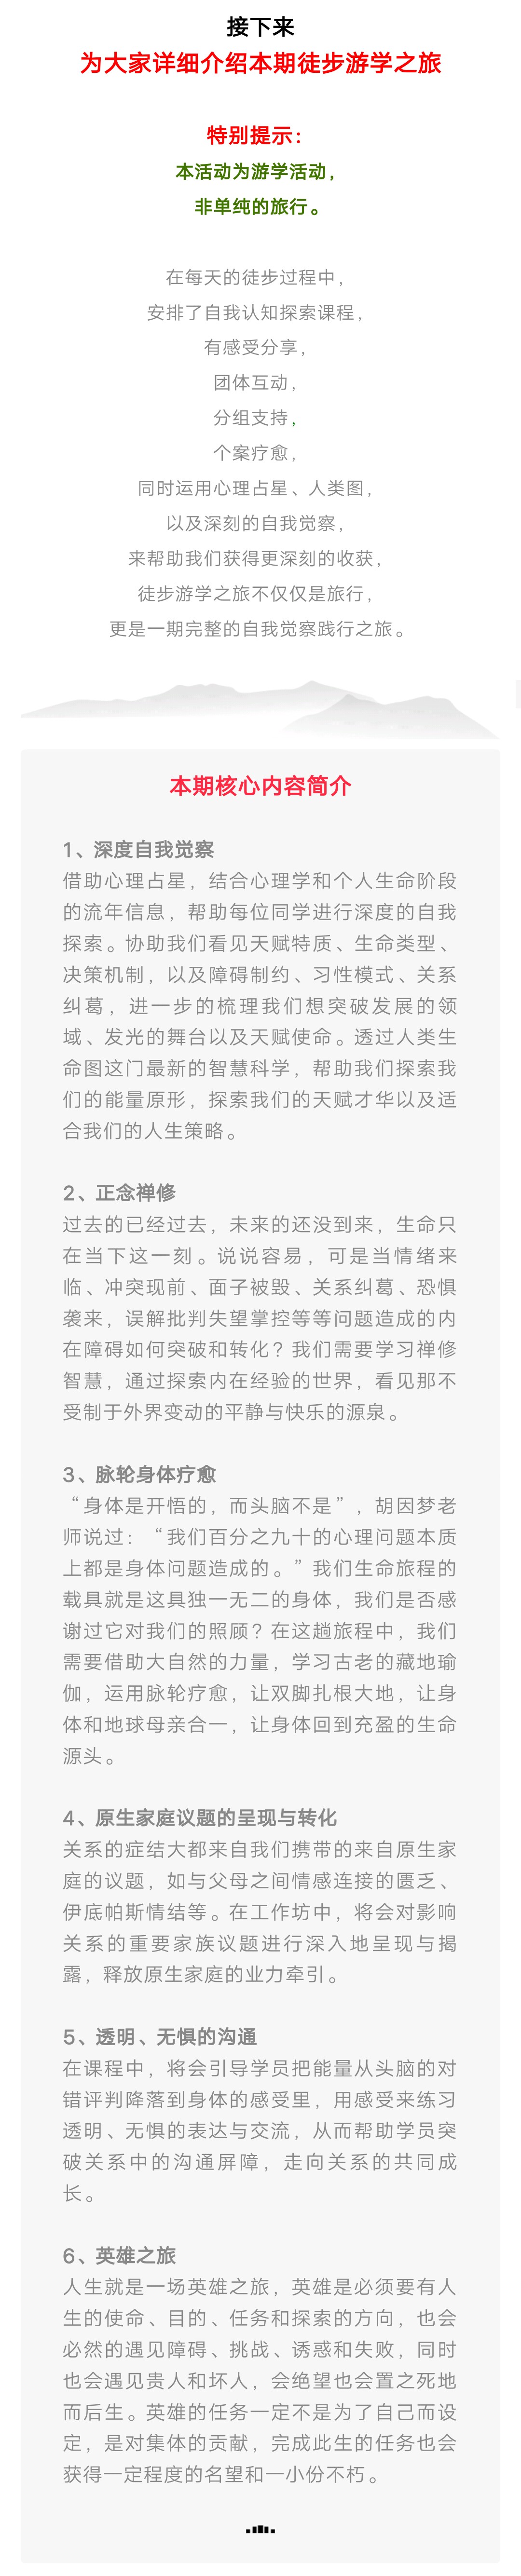 接下来
为大家详细介绍本期徒步游学之旅
特别提示：
本活动为游学活动，
非单纯的旅行。
在每天的徒步过程中，
安排了自我认知探索课程，
有感受分享，
团体互动，
分组支持，
个案疗愈，
同时运用心理占星、人类图，
以及深刻的自我觉察，
来帮助我们获得更深刻的收获，
徒步游学之旅不仅仅是旅行，
更是一期完整的自我觉察践行之旅。
本期核心内容简介
1、深度自我觉察
借助心理占星，结合心理学和个人生命阶段
的流年信息，帮助每位同学进行深度的自我
探索。协助我们看见天赋特质、生命类型、
决策机制，以及障碍制约、习性模式、关系
纠葛，进一步的梳理我们想突破发展的领
域、发光的舞台以及天赋使命。透过人类生
命图这门最新的智慧科学，帮助我们探索我
们的能量原形，探索我们的天赋才华以及适
合我们的人生策略。
2、正念禅修
过去的已经过去，未来的还没到来，生命只
在当下这一刻。说说容易，可是当情绪来
临、冲突现前、面子被毁、关系纠葛、恐惧
袭来，误解批判失望掌控等等问题造成的内
在障碍如何突破和转化？我们需要学习禅修
智慧，通过探索内在经验的世界，看见那不
受制于外界变动的平静与快乐的源泉。
3、脉轮身体疗愈
“身体是开悟的，而头脑不是”，胡因梦老
师说过：“我们百分之九十的心理问题本质
上都是身体问题造成的。”我们生命旅程的
载具就是这具独一无二的身体，我们是否感
谢过它对我们的照顾？在这趟旅程中，我们
需要借助大自然的力量，学习古老的藏地瑜
伽，运用脉轮疗愈，让双脚扎根大地，让身
体和地球母亲合一，让身体回到充盈的生命
源头。
4、原生家庭议题的呈现与转化
关系的症结大都来自我们携带的来自原生家
庭的议题，如与父母之间情感连接的匮乏、
伊底帕斯情结等。在工作坊中，将会对影响
关系的重要家族议题进行深入地呈现与揭
露，释放原生家庭的业力牵引。
5、透明、无惧的沟通
在课程中，将会引导学员把能量从头脑的对
错评判降落到身体的感受里，用感受来练习
透明、无惧的表达与交流，从而帮助学员突
破关系中的沟通屏障，走向关系的共同成
长。
6、英雄之旅
人生就是一场英雄之旅，英雄是必须要有人
生的使命、目的、任务和探索的方向，也会
必然的遇见障碍、挑战、诱惑和失败，同时
也会遇见贵人和坏人，会绝望也会置之死地
而后生。英雄的任务一定不是为了自己而设
定，是对集体的贡献，完成此生的任务也会
获得一定程度的名望和一小份不朽。